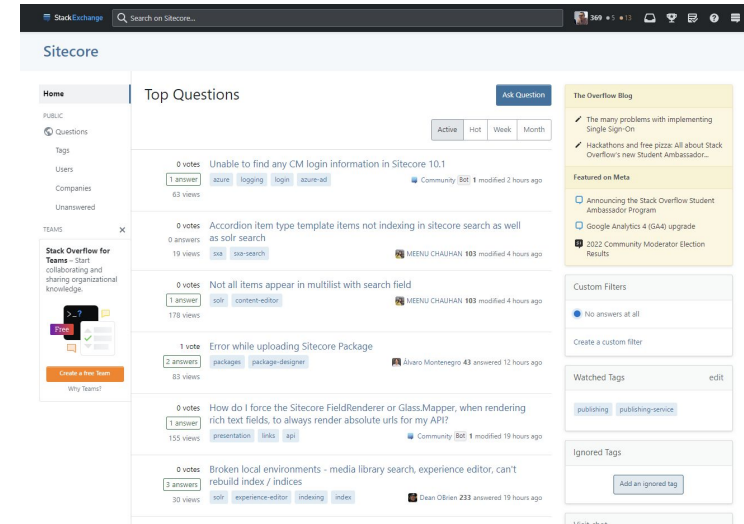 StackExchange
Search on Sitecore...
369 5 13
Sitecore
Home
PUBLIC
Questions
Tags
Users
Companies
Unanswered
TEAMS
Stack Overflow for
Teams – Start
collaborating and
sharing organizational
knowledge.
>_?
Free
Create a free Team
Why Teams?
Top Questions
Ask Question
Active Hot Week Month
0 votes
1 answer
63 views
Unable to find any CM login information in Sitecore 10.1
azure logging login azure-ad
Community Bot 1 modified 2 hours ago
0 votes
0 answers
19 views
Accordion item type template items not indexing in sitecore search as well
as solr search
sxa sxa-search
MEENU CHAUHAN 103 modified 4 hours ago
0 votes
1 answer
178 views
Not all items appear in multilist with search field
solr content-editor
MEENU CHAUHAN 103 modified 4 hours ago
1 vote
2 answers
83 views
Error while uploading Sitecore Package
packages package-designer
Álvaro Montenegro 43 answered 12 hours ago
0 votes
1 answer
155 views
How do I force the Sitecore FieldRenderer or Glass.Mapper, when rendering
rich text fields, to always render absolute urls for my API?
presentation links api
Community Bot 1 modified 19 hours ago
0 votes
3 answers
30 views
Broken local environments - media library search, experience editor, can't
rebuild index / indices
solr experience-editor indexing index
Dean OBrien 233 answered 19 hours ago
The Overflow Blog
The many problems with implementing
Single Sign-On
Hackathons and free pizza: All about Stack
Overflow's new Student Ambassador...
Featured on Meta
Announcing the Stack Overflow Student
Ambassador Program
Google Analytics 4 (GA4) upgrade
2022 Community Moderator Election
Results
Custom Filters
No answers at all
Create a custom filter
Watched Tags edit
publishing publishing-service
Ignored Tags
Add an ignored tag
Visit chat